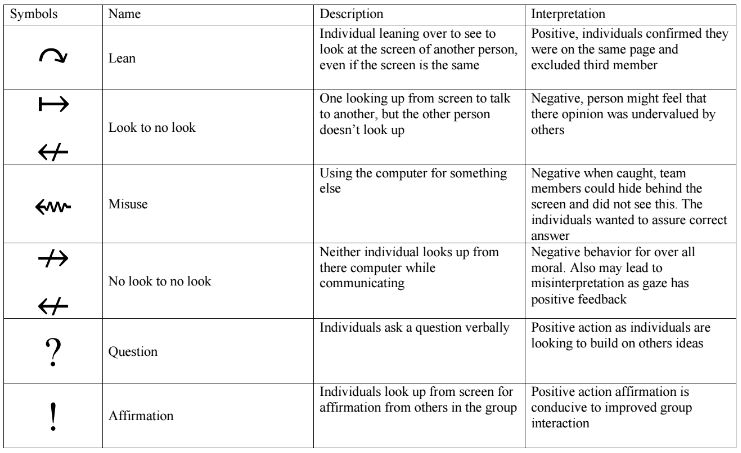 Symbols Name Description Interpretation
Lean
Individual leaning over to see to
look at the screen of another person,
even if the screen is the same
Positive, individuals confirmed they
were on the same page and
excluded third member
Look to no look
One looking up from screen to talk
to another, but the other person
doesn't look up
Negative, person might feel that
there opinion was undervalued by
others
Misuse
Using the computer for something
else
Negative when caught, team
members could hide behind the
screen and did not see this. The
individuals wanted to assure correct
answer
No look to no look
Neither individual looks up from
there computer while
communicating
Negative behavior for over all
moral. Also may lead to
misinterpretation as gaze has
positive feedback
?
Question
Individuals ask a question verbally
Positive action as individuals are
looking to build on others ideas
!
Affirmation
Individuals look up from screen for
affirmation from others in the group
Positive action affirmation is
conducive to improved group
interaction